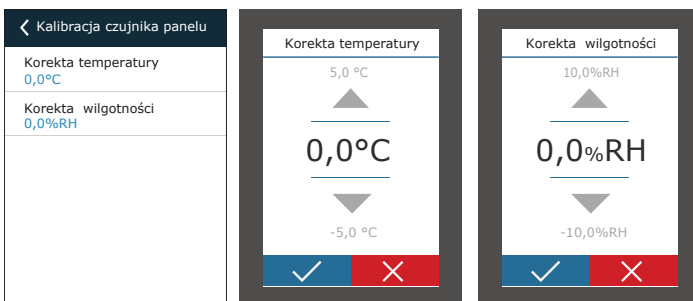 Kalibracja czujnika panelu
Korekta temperatury
0,0°C
Korekta wilgotności
0,0%RH
Korekta temperatury
5,0 °C
0,0°C
-5,0 °C
Korekta wilgotności
10,0%RH
0,0%RH
-10,0%RH